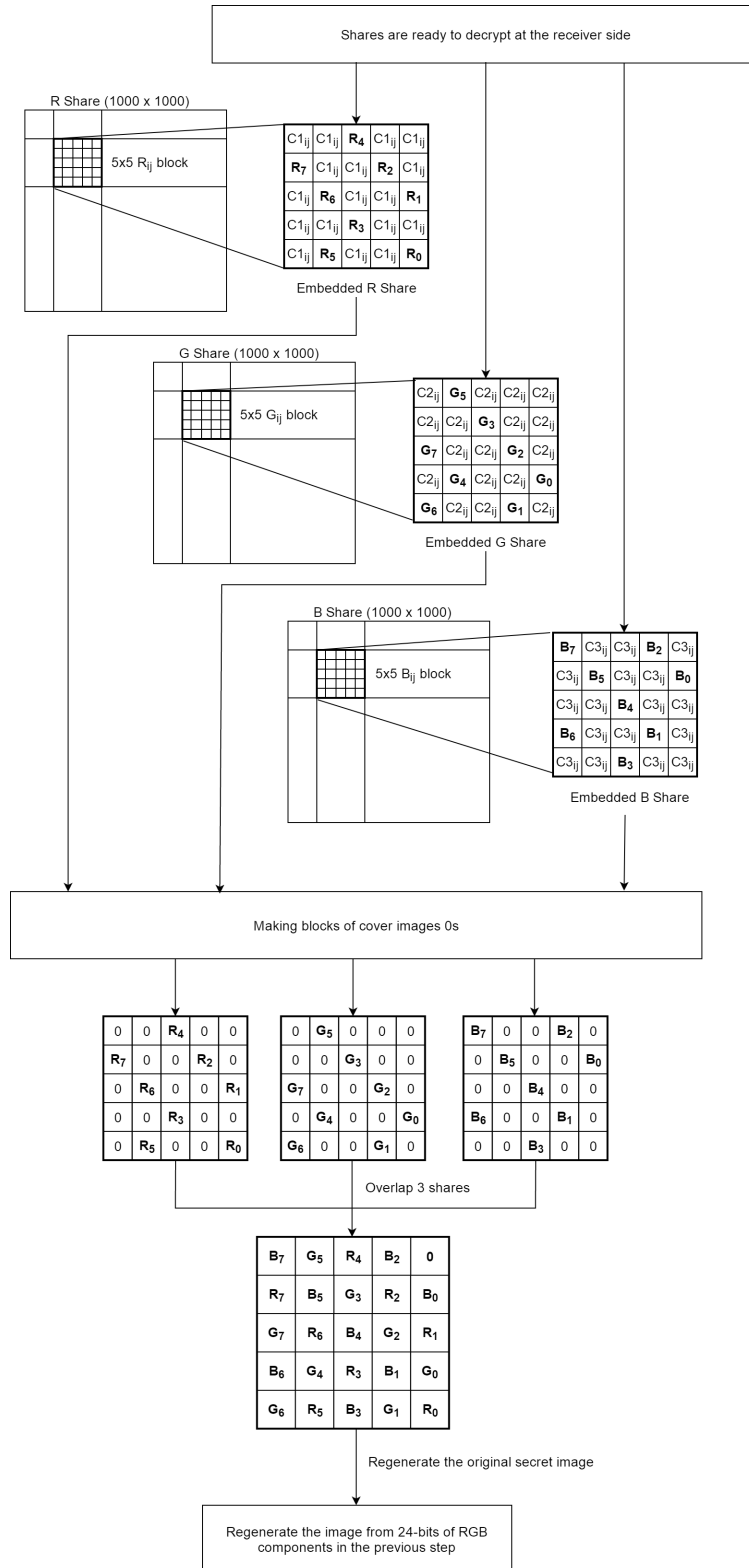 Shares are ready to decrypt at the receiver side
R Share (1000 x 1000)
5x5 Rij block
C1ij C1ij R4 C1ij C1ij
R7 C1ij C1ij R2 C1ij
C1ij R6 C1ij C1ij R1
C1ij C1ij R3 C1ij C1ij
C1ij R5 C1ij C1ij R0
Embedded R Share
G Share (1000 x 1000)
5x5 Gij block
C2ij G5 C2ij C2ij C2ij
C2ij C2ij G3 C2ij C2ij
G7 C2ij C2ij G2 C2ij
C2ij G4 C2ij C2ij G0
G6 C2ij C2ij G1 C2ij
Embedded G Share
B Share (1000 x 1000)
5x5 Bij block
B7 C3ij C3ij B2 C3ij
C3ij B5 C3ij C3ij B0
C3ij C3ij B4 C3ij C3ij
B6 C3ij C3ij B1 C3ij
C3ij C3ij B3 C3ij C3ij
Embedded B Share
Making blocks of cover images 0s
0 0 R4 0 0
R7 0 0 R2 0
0 R6 0 0 R1
0 0 R3 0 0
0 R5 0 0 R0
0 G5 0 0 0
0 0 G3 0 0
G7 0 0 G2 0
0 G4 0 0 G0
G6 0 0 G1 0
B7 0 0 B2 0
0 B5 0 0 B0
0 0 B4 0 0
B6 0 0 B1 0
0 0 B3 0 0
Overlap 3 shares
B7 G5 R4 B2 0
R7 B5 G3 R2 B0
G7 R6 B4 G2 R1
B6 G4 R3 B1 G0
G6 R5 B3 G1 R0
Regenerate the original secret image
Regenerate the image from 24-bits of RGB
components in the previous step